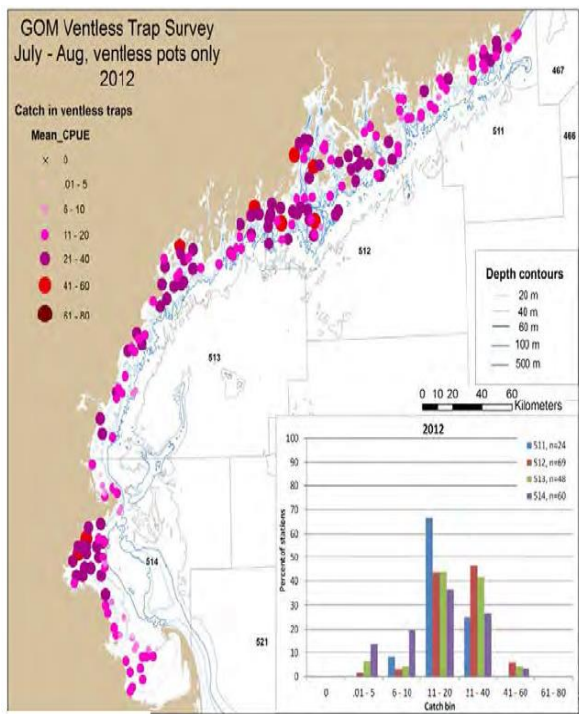 GOM Ventless Trap Survey
July - Aug, ventless pots only
2012
Catch in ventless traps
Mean_CPUE
0
.01 - 5
6 - 10
11 - 20
21 - 40
41 - 60
61 - 80
467
511
466
512
513
514
521
Depth contours
20 m
40 m
60 m
100 m
500 m
0 10 20 40 60
Kilometers
2012
511, n=24
512, n=69
513, n=48
514, n=60
Percent of stations
100
90
80
70
60
50
40
30
20
10
0
0 .01 - 5 6 - 10 11 - 20 21 - 40 41 - 60 61 - 80
Catch bin